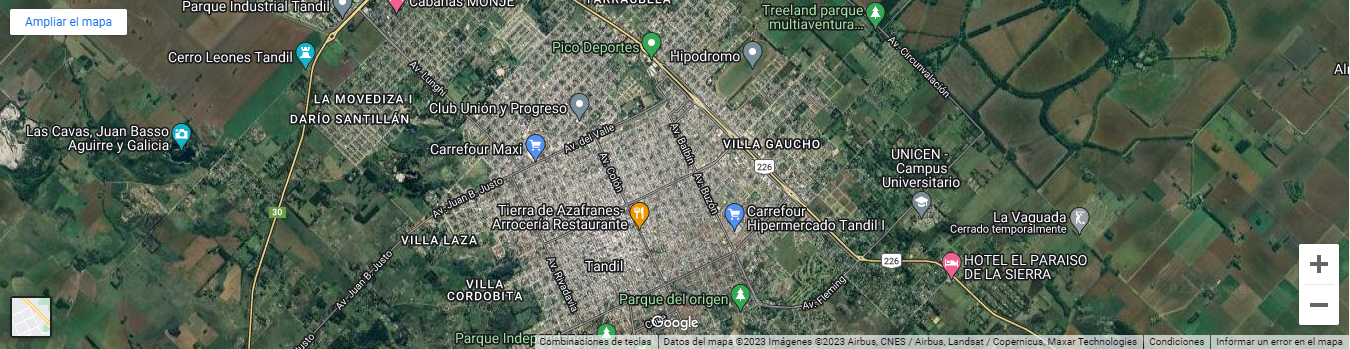 Ampliar el mapa
Parque Industrial Tandil
Cabañas MONJE
Treeland parque
multiaventura...
Pico Deportes
Hipodromo
Cerro Leones Tandil
Av. Lunghi
Av. Circunvalación
LA MOVEDIZA I
DARÍO SANTILLÁN
Club Unión y Progreso
Las Cavas, Juan Basso
Aguirre y Galicia
Carrefour Maxi
Av. del Valle
Av. Balbín
VILLA GAUCHO
226
UNICEN -
Campus
Universitario
Av. Colón
Av. Buzón
Av. Juan B. Justo
30
Tierra de Azafranes-
Arrocería Restaurante
Carrefour
Hipermercado Tandil I
La Vaguada
Cerrado temporalmente
VILLA LAZA
226
HOTEL EL PARAISO
DE LA SIERRA
Av. Juan B. Justo
Tandil
Av. Rivadavia
VILLA
CORDOBITA
Parque del origen
Av. Fleming
Google
Combinaciones de teclas
Datos del mapa ©2023 Imágenes ©2023 Airbus, CNES / Airbus, Landsat / Copernicus, Maxar Technologies
Condiciones
Informar un error en el mapa